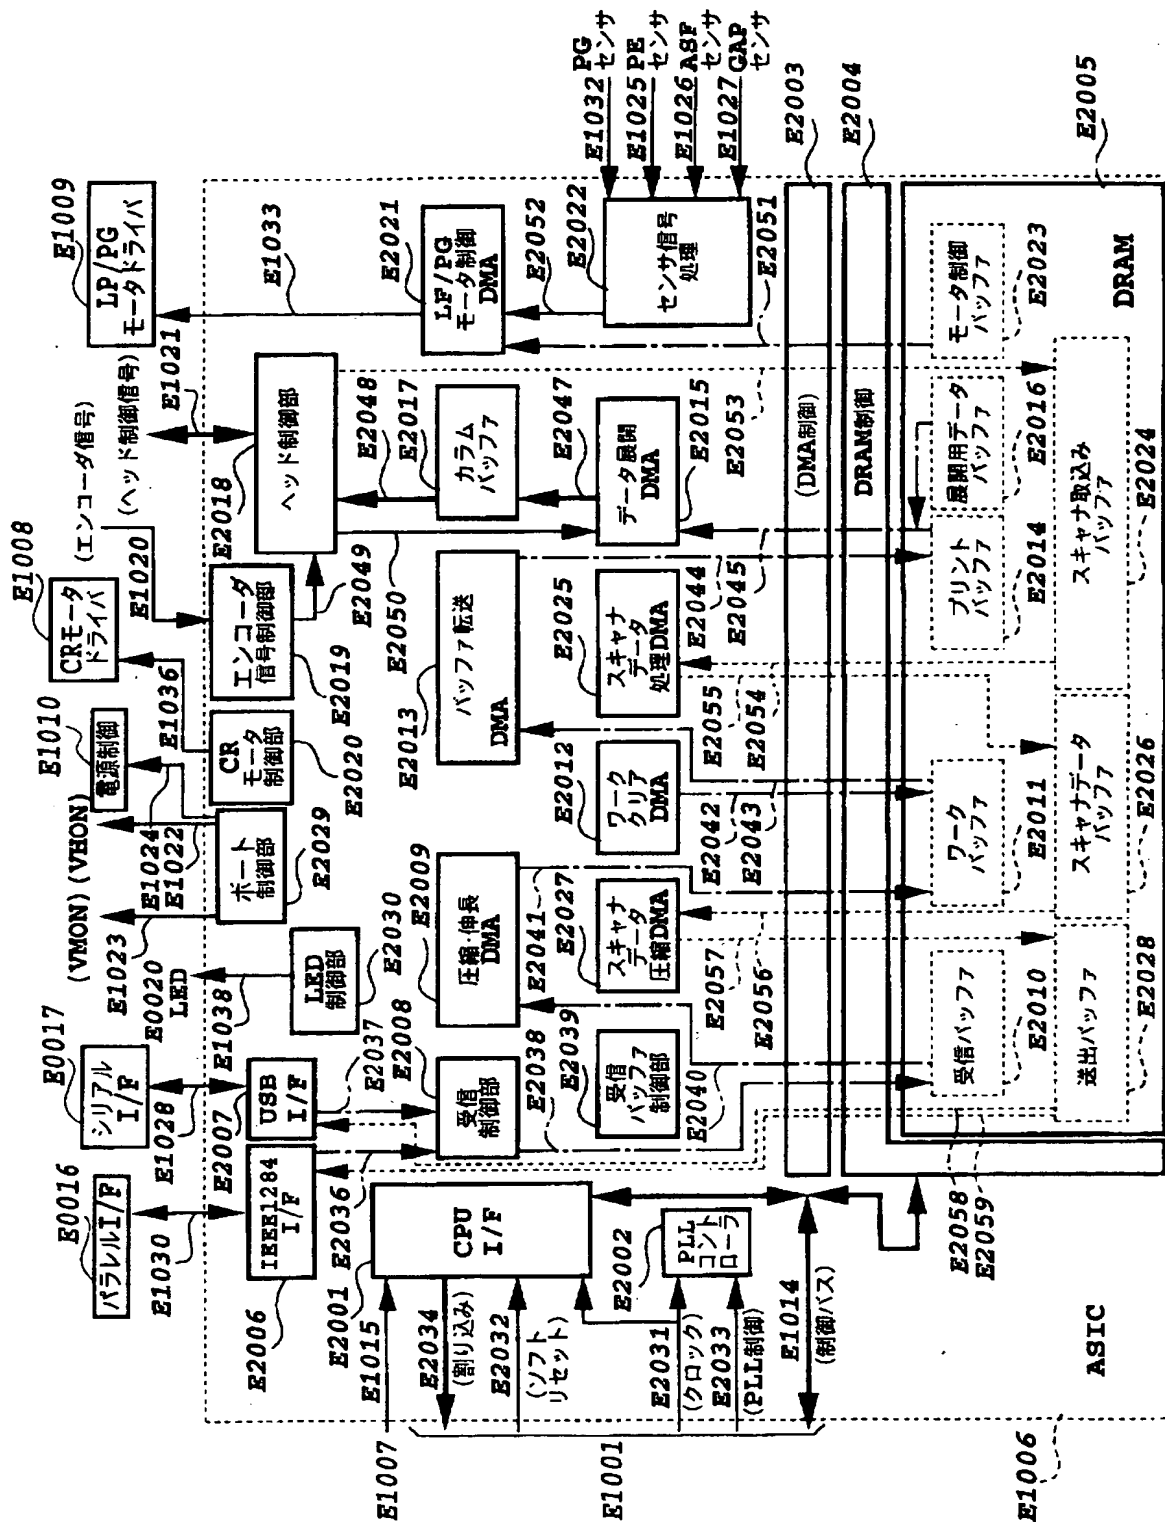 E0016
パラレルI/F
E1030
E0017
シリアル
I/F
E1028
E2007
USB
I/F
IEEE1284
I/F
E2006
E2036
E2037
E2008
受信
制御部
E2038
E2039
受信
バッファ
制御部
E2040
E2001
CPU
I/F
E1015
E1007
E2034
(割り込み)
E2032
(ソフト
リセット)
E2031
(クロック)
E2033
(PLL制御)
E2002
PLL
コント
ローラ
E1014
(制御バス)
E1001
E1006
ASIC
E2058
E2059
(VMON)
(VHON)
E1023
E0020
LED
E1038
LED
制御部
E2030
E1024
E1022
ポート
制御部
E2029
E1010
電源制御
E1036
CR
モータ
制御部
E2020
E1008
CRモータ
ドライバ
E1020
(エンコーダ信号)
(ヘッド制御信号)
E1021
エンコーダ
信号制御部
E2019
E2018
ヘッド制御部
E2049
E2050
E2048
E2017
カラム
バッファ
E2047
データ展開
DMA
E2015
E2053
E2009
圧縮・伸長
DMA
E2041
E2027
スキャナ
データ
圧縮DMA
E2057
E2056
E2013
バッファ転送
DMA
E2012
ワーク
クリア
DMA
E2042
E2043
E2025
スキャナ
データ
処理DMA
E2055
E2054
E2044
E2045
E1009
LP/PG
モータドライバ
E1033
E2021
LF/PG
モータ制御
DMA
E2052
E2022
センサ信号
処理
E2051
E1032
PG
センサ
E1025
PE
センサ
E1026
ASF
センサ
E1027
GAP
センサ
E2003
(DMA制御)
E2004
DRAM制御
E2005
DRAM
受信バッファ
E2010
ワーク
バッファ
E2011
プリント
バッファ
E2014
展開用データ
バッファ
E2016
モータ制御
バッファ
E2023
送出バッファ
E2028
スキャナデータ
バッファ
E2026
スキャナ取込み
バッファ
E2024